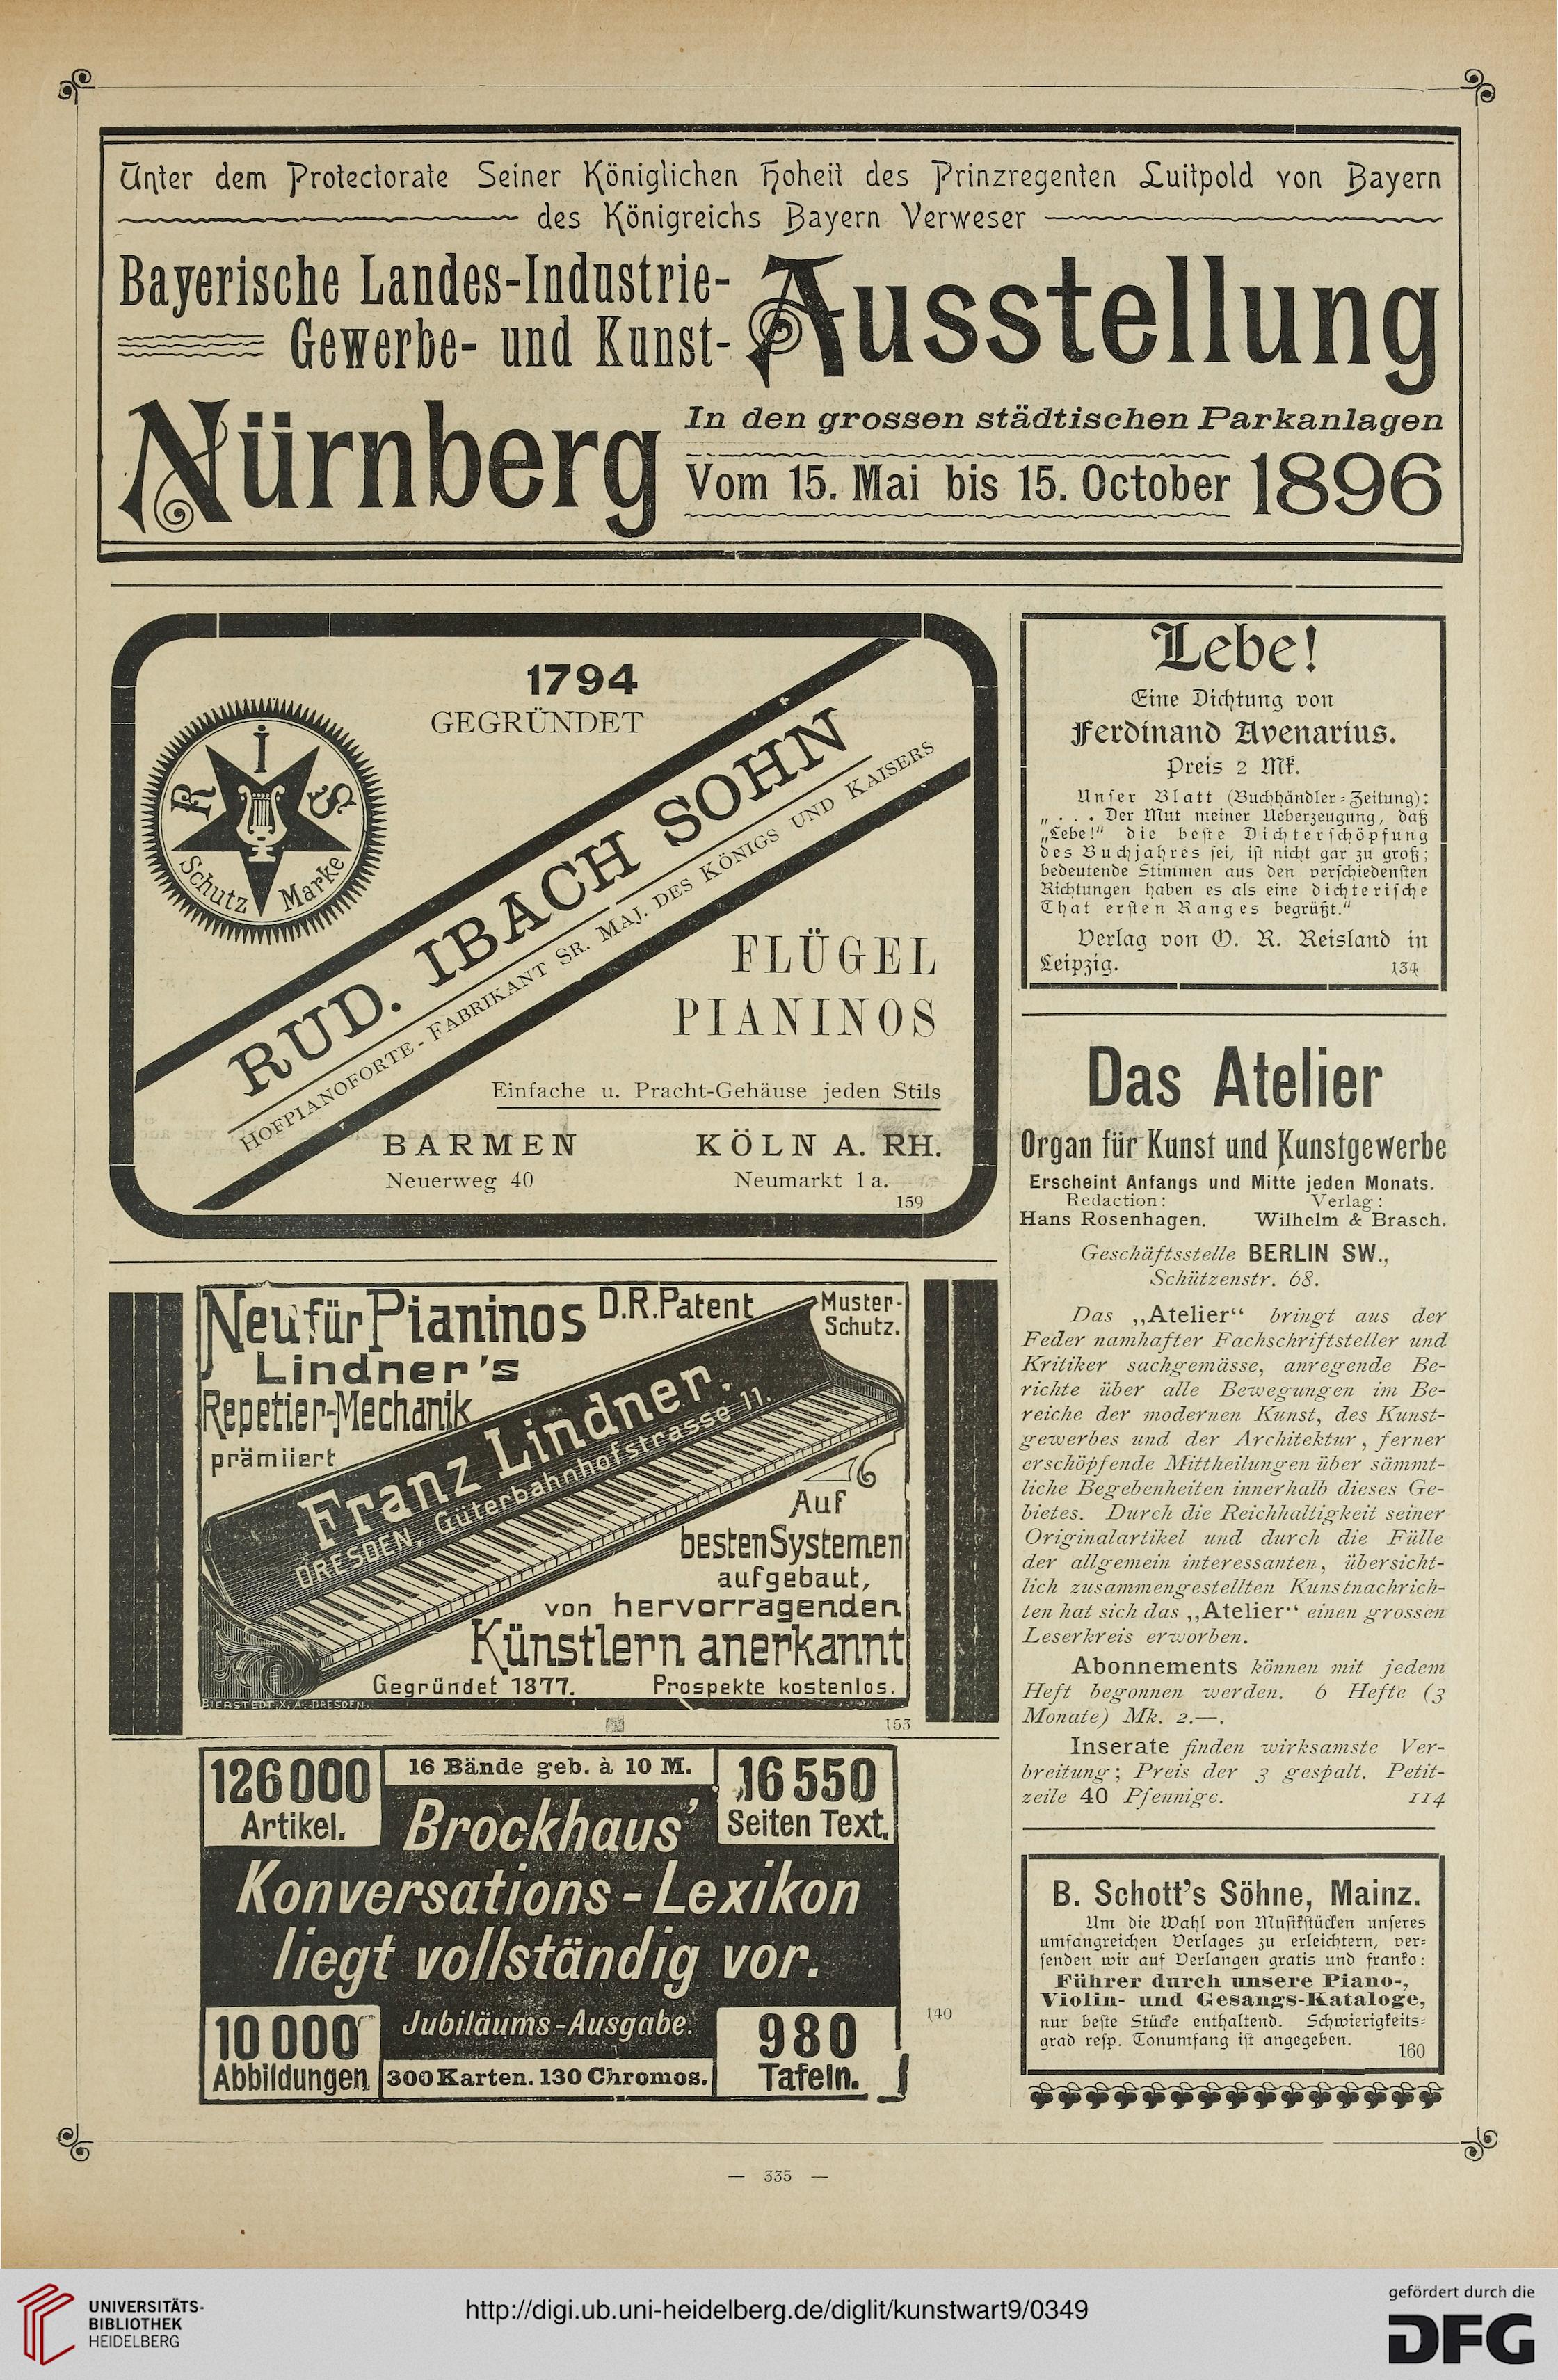 Unter dem Protectorate Seiner Königlichen Hoheit des Prinzregenten Luitpold von Bayern
des Königreichs Bayern Verweser
Bayerische Landes-Industrie-
Gewerbe- und Kunst-
Ausstellung
Nürnberg
In den grossen städtischen Parkanlagen
Vom 15. Mai bis 15. October 1896
1794
GEGRÜNDET
R I S
Schutz Marke
RUD. IBACH SOHN
HOFPIANOFORTE-FABRIKANT SR. MAJ. DES KÖNIGS UND KAISERS
FLÜGEL
PIANINOS
Einfache u. Pracht-Gehäuse jeden Stils
BARMEN KÖLN A. RH.
Neuerweg 40 Neumarkt 1 a.
159
Neu für Pianinos D.R.Patent
Muster-
Schutz.
Lindner's
Repetier-Mechanik
prämiiert
Franz Lindner.
DRESDEN, Güterbahnhofstrasse 11.
Auf
besten Systemen
aufgebaut,
von hervorragenden
Künstlern anerkannt
Gegründet 1877. Prospekte kostenlos.
BIERSTEDT X. A. DRESDEN.
153
126000
Artikel.
16 Bände geb. à 10 M.
16550
Seiten Text.
Brockhaus'
Konversations-Lexikon
liegt vollständig vor.
10000
Abbildungen
Jubiläums-Ausgabe.
300 Karten. 130 Chromos.
980
Tafeln.
140
Lebe!
Eine Dichtung von
Ferdinand Avenarius.
Preis 2 Mk.
Unser Blatt (Buchhändler-Zeitung):
„ . . . Der Mut meiner Ueberzeugung, daß
„Lebe!“ die beste Dichterschöpfung
des Buchjahres sei, ist nicht gar zu groß;
bedeutende Stimmen aus den verschiedensten
Richtungen haben es als eine dichterische
That ersten Ranges begrüßt.“
Verlag von O. R. Reisland in
Leipzig. 134
Das Atelier
Organ für Kunst und Kunstgewerbe
Erscheint Anfangs und Mitte jeden Monats.
Redaction: Verlag:
Hans Rosenhagen. Wilhelm & Brasch.
Geschäftsstelle BERLIN SW.,
Schützenstr. 68.
Das „Atelier“ bringt aus der
Feder namhafter Fachschriftsteller und
Kritiker sachgemässe, anregende Be-
richte über alle Bewegungen im Be-
reiche der modernen Kunst, des Kunst-
gewerbes und der Architektur, ferner
erschöpfende Mittheilungen über sämmt-
liche Begebenheiten innerhalb dieses Ge-
bietes. Durch die Reichhaltigkeit seiner
Originalartikel und durch die Fülle
der allgemein interessanten, übersicht-
lich zusammengestellten Kunstnachrich-
ten hat sich das „Atelier“ einen grossen
Leserkreis erworben.
Abonnements können mit jedem
Heft begonnen werden. 6 Hefte (3
Monate) Mk. 2.—.
Inserate finden wirksamste Ver-
breitung; Preis der 3 gespalt. Petit-
zeile 40 Pfennige. 114
B. Schott's Söhne, Mainz.
Um die Wahl von Musikstücken unseres
umfangreichen Verlages zu erleichtern, ver-
senden wir auf Verlangen gratis und franko:
Führer durch unsere Piano-,
Violin- und Gesangs-Kataloge,
nur beste Stücke enthaltend. Schwierigkeits-
grad resp. Tonumfang ist angegeben.
160
— 335 —
UNIVERSITÄTS-
BIBLIOTHEK
HEIDELBERG
http://digi.ub.uni-heidelberg.de/diglit/kunstwart9/0349
gefördert durch die
DFG